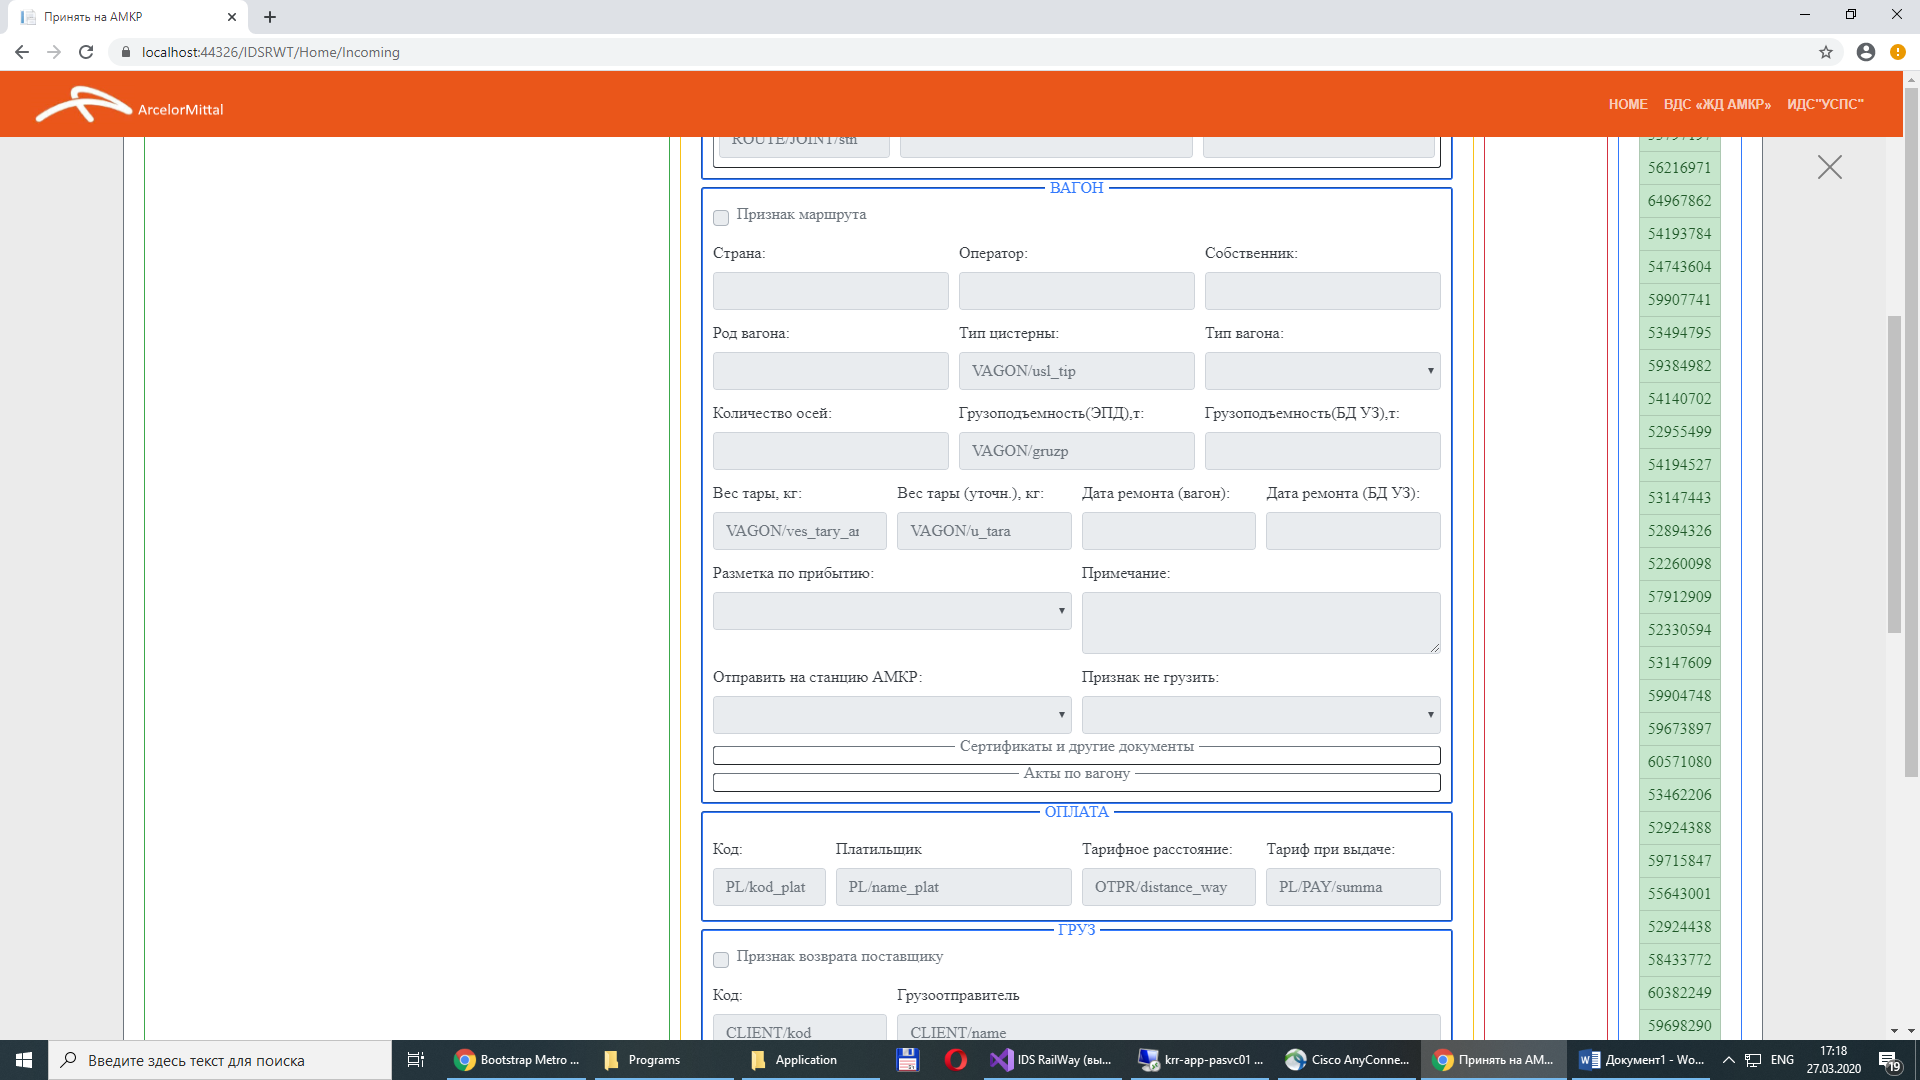 Принять на АМКР
localhost:44326/IDSRWT/Home/Incoming
ArcelorMittal
HOME ВДС «ЖД АМКР» ИДС"УСПС"
ROUTE/JOINT/stn
ВАГОН
Признак маршрута
Страна: Оператор: Собственник:
Род вагона: Тип цистерны: Тип вагона:
VAGON/usl_tip
Количество осей: Грузоподъемность(ЭПД),т: Грузоподъемность(БД УЗ),т:
VAGON/gruzp
Вес тары, кг: Вес тары (уточн.), кг: Дата ремонта (вагон): Дата ремонта (БД УЗ):
VAGON/ves_tary_ar VAGON/u_tara
Разметка по прибытию: Примечание:
Отправить на станцию АМКР: Признак не грузить:
Сертификаты и другие документы
Акты по вагону
ОПЛАТА
Код: Платильщик Тарифное расстояние: Тариф при выдаче:
PL/kod_plat PL/name_plat OTPR/distance_way PL/PAY/summa
ГРУЗ
Признак возврата поставщику
Код: Грузоотправитель
CLIENT/kod CLIENT/name
56216971
64967862
54193784
54743604
59907741
53494795
59384982
54140702
52955499
54194527
53147443
52894326
52260098
57912909
52330594
53147609
59904748
59673897
60571080
53462206
52924388
59715847
55643001
52924438
58433772
60382249
59698290
Введите здесь текст для поиска
Bootstrap Metro ...
Programs
Application
IDS RailWay (вы...
krr-app-pasvc01 ...
Cisco AnyConne...
Принять на АМ...
Документ1 - Wo...
ENG
17:18
27.03.2020
19